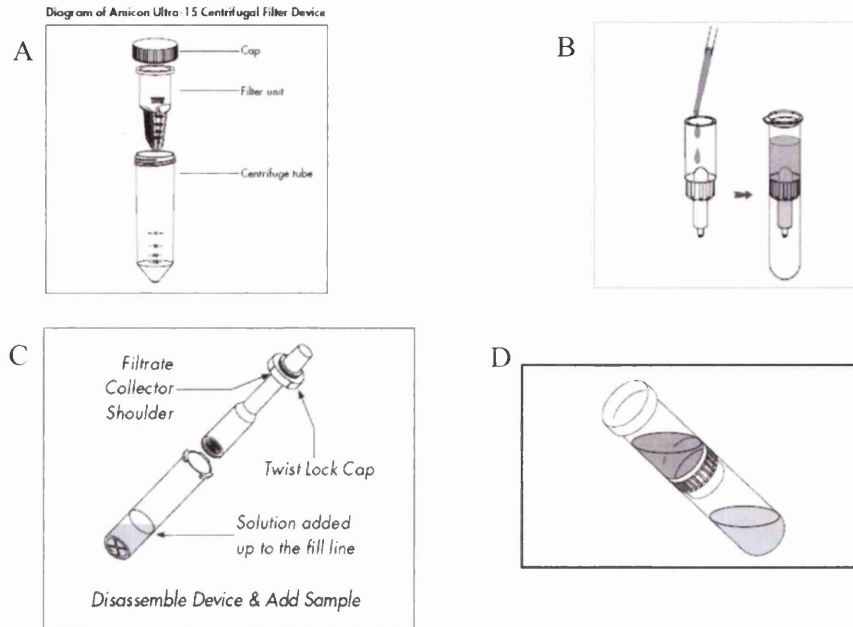 Diagram of Amicon Ultra-15 Centrifugal Filter Device
A
Cap
Filter unit
Centrifuge tube
B
C
Filtrate
Collector
Shoulder
Twist Lock Cap
Solution added
up to the fill line
Disassemble Device & Add Sample
D